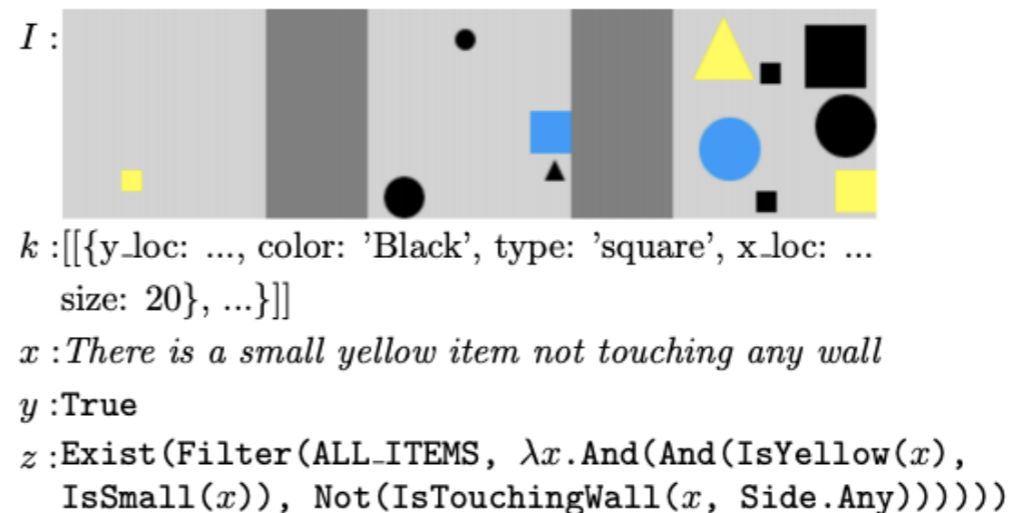 I :
k :[[{y_loc: ..., color: 'Black', type: 'square', x_loc: ...
size: 20}, ...}]]
x :There is a small yellow item not touching any wall
y :True
z :Exist(Filter(ALL_ITEMS, λx.And(And(IsYellow(x),
IsSmall(x)), Not(IsTouchingWall(x, Side.Any))))))